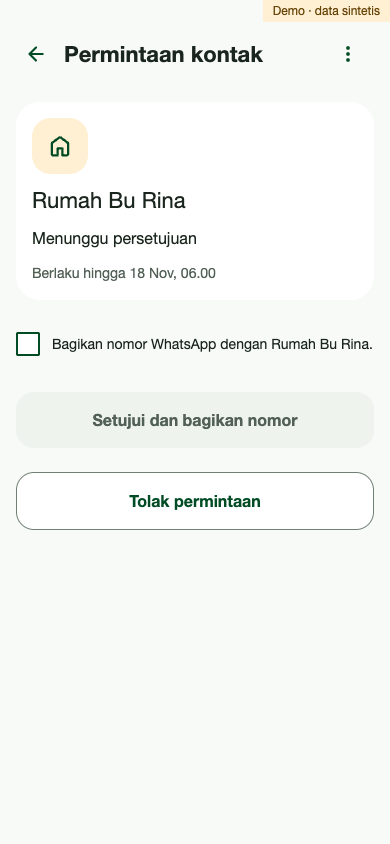 Demo · data sintetis
Permintaan kontak
Rumah Bu Rina
Menunggu persetujuan
Berlaku hingga 18 Nov, 06.00
Bagikan nomor WhatsApp dengan Rumah Bu Rina.
Setujui dan bagikan nomor
Tolak permintaan